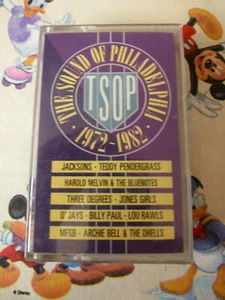 THE SOUND OF PHILADELPHIA
TSOP
·1972-1982·
JACKSONS - TEDDY PENDERGRASS
HAROLD MELVIN & THE BLUENOTES
THREE DEGREES - JONES GIRLS
O'JAYS - BILLY PAUL - LOU RAWLS
MFSB - ARCHIE BELL & THE DRELLS